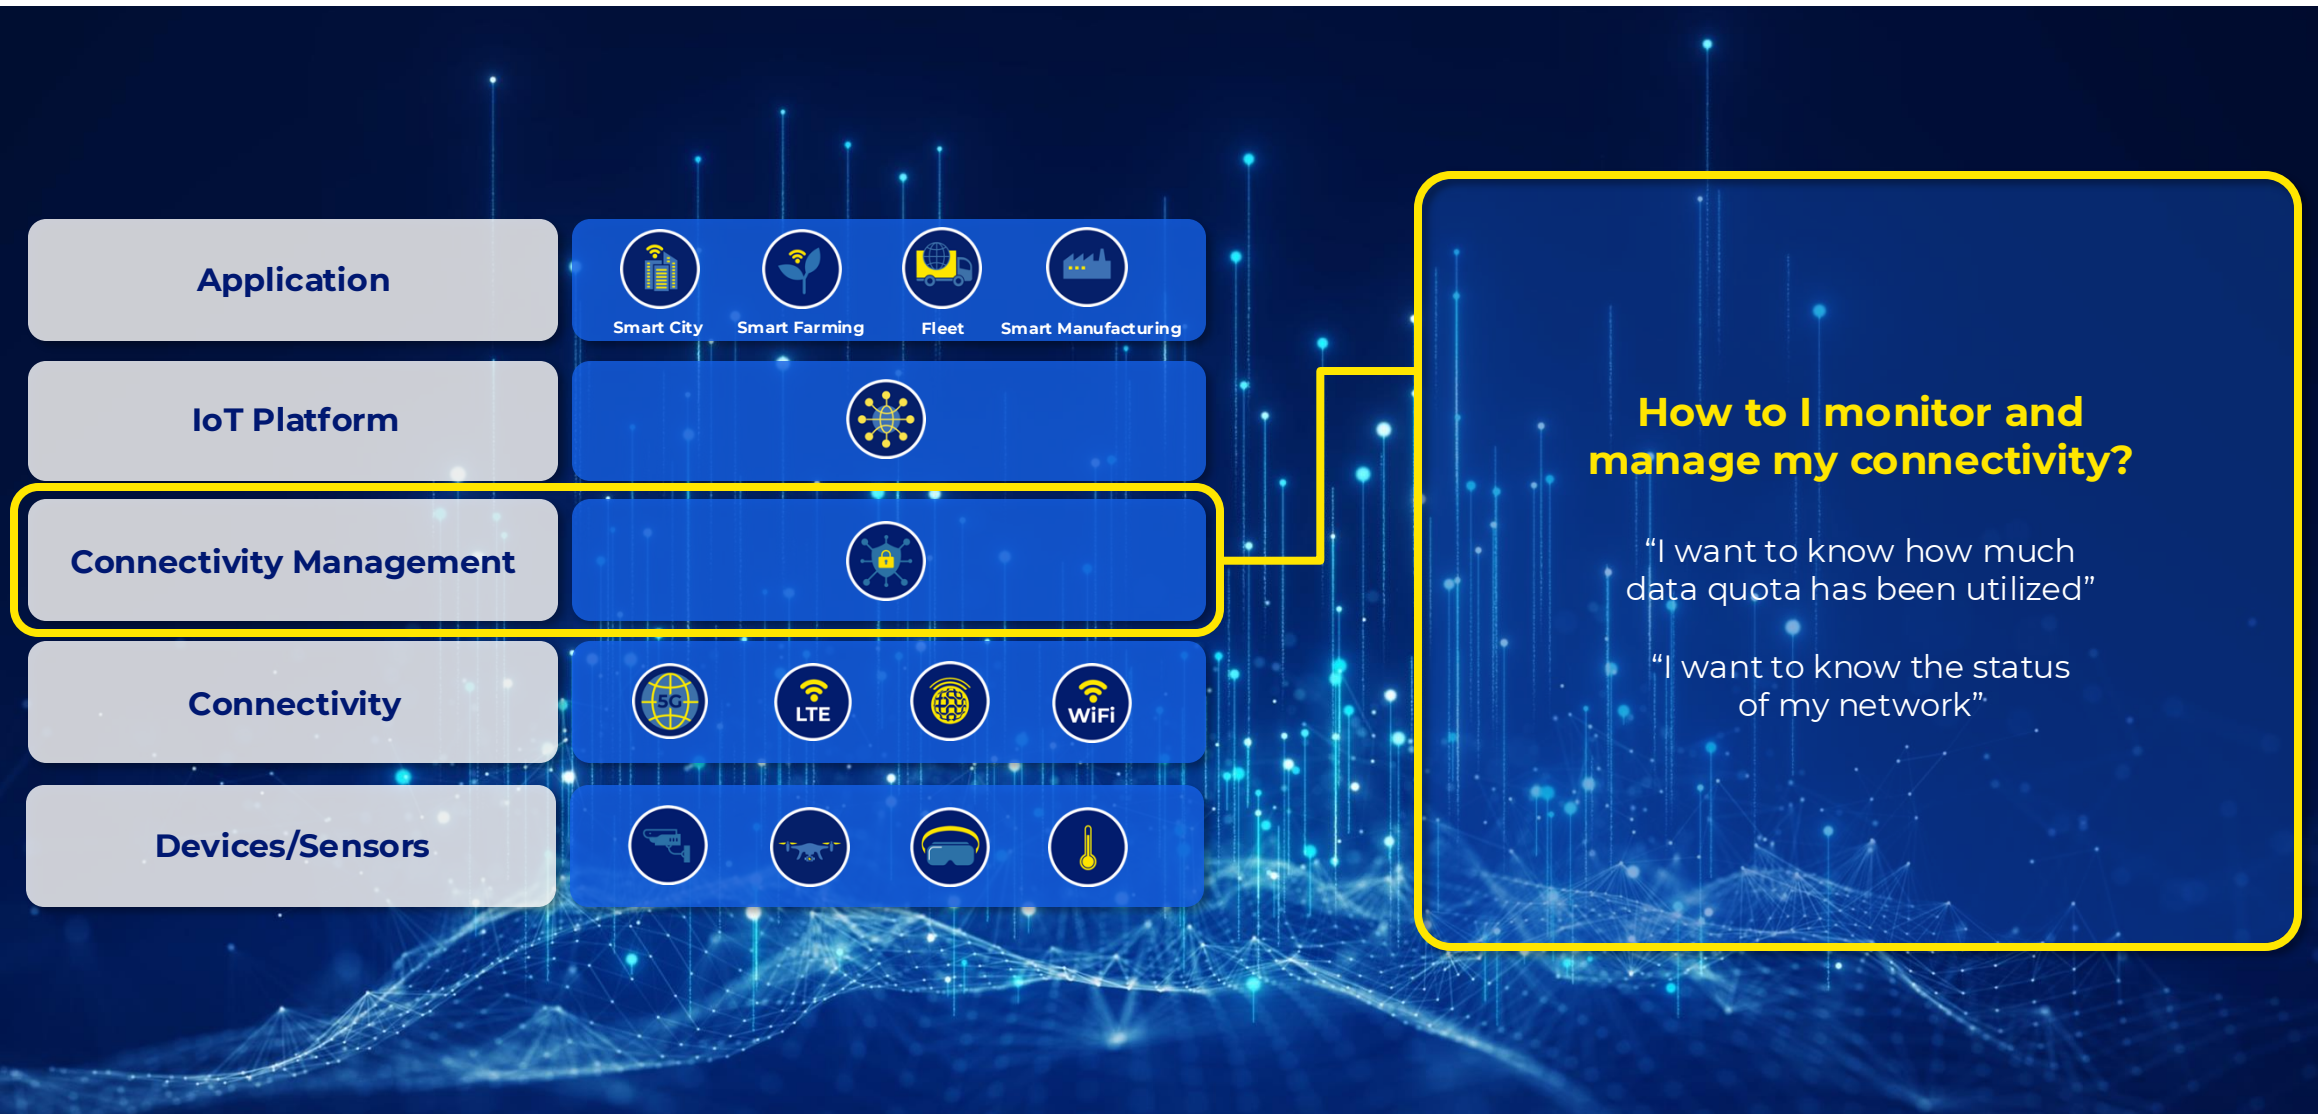 Application
Smart City
Smart Farming
Fleet
Smart Manufacturing
IoT Platform
Connectivity Management
Connectivity
5G
LTE
WiFi
Devices/Sensors
How to I monitor and
manage my connectivity?
“I want to know how much
data quota has been utilized”
“I want to know the status
of my network”